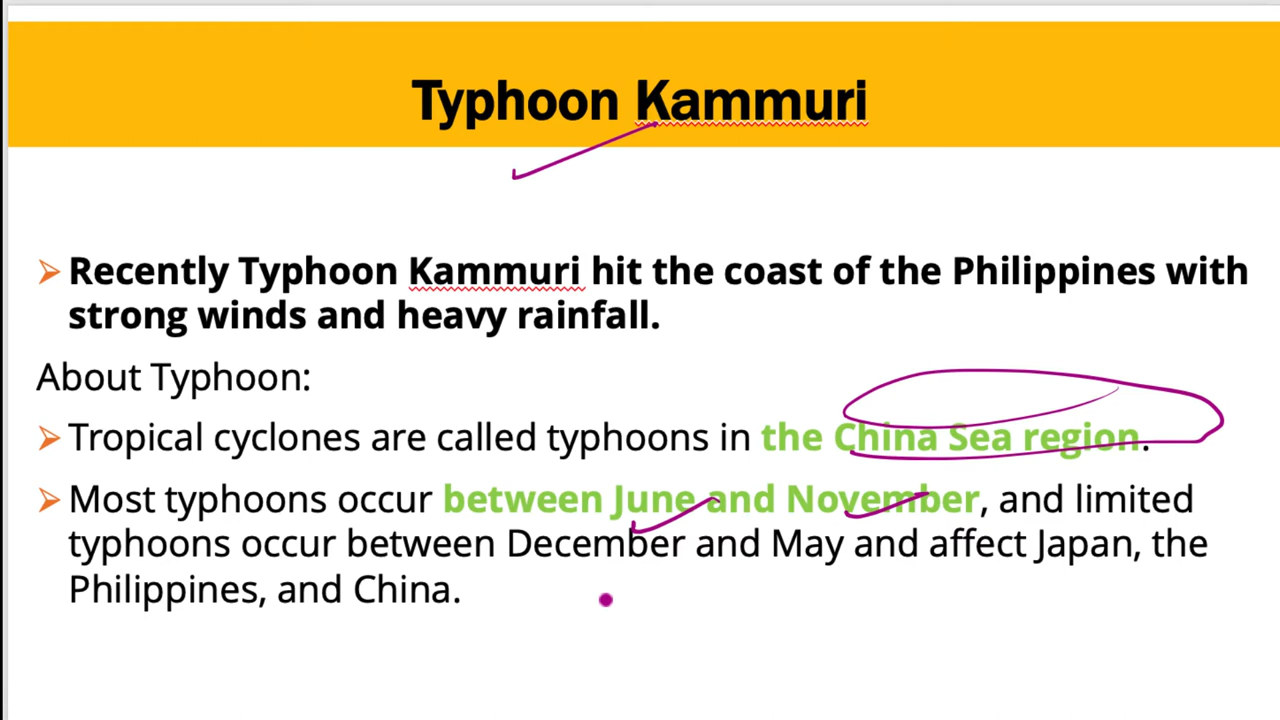 Typhoon Kammuri
➢ Recently Typhoon Kammuri hit the coast of the Philippines with
strong winds and heavy rainfall.
About Typhoon:
➢ Tropical cyclones are called typhoons in the China Sea region.
➢ Most typhoons occur between June and November, and limited
typhoons occur between December and May and affect Japan, the
Philippines, and China.